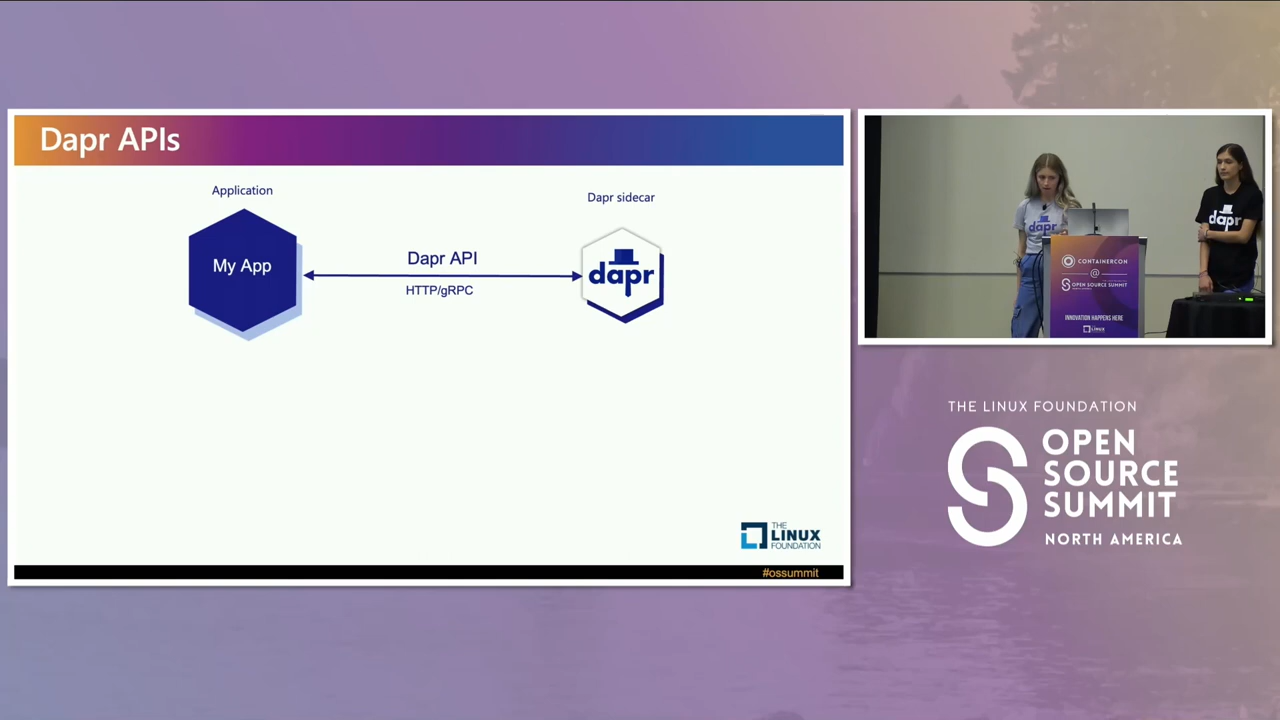 Dapr APIs
Application
My App
Dapr API
HTTP/gRPC
Dapr sidecar
dapr
THE
LINUX
FOUNDATION
#ossummit
dapr
dapr
CONTAINERCON
@
OPEN SOURCE SUMMIT
INNOVATION HAPPENS HERE
LINUX
THE LINUX FOUNDATION
OPEN
SOURCE
SUMMIT
NORTH AMERICA